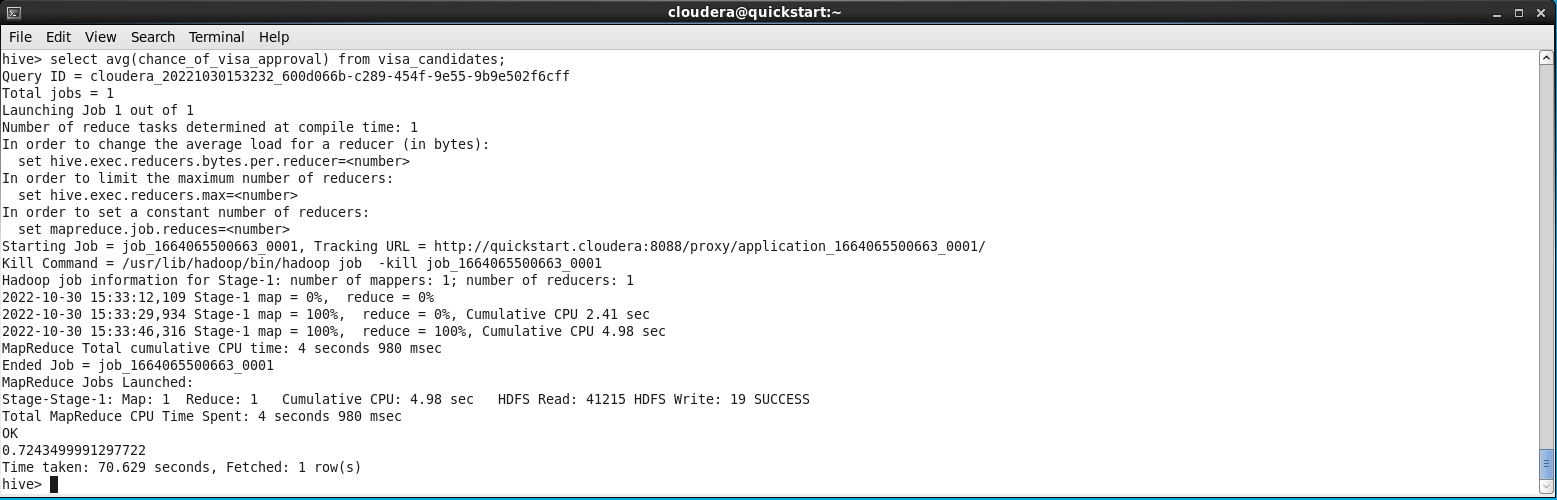 cloudera@quickstart:~
File Edit View Search Terminal Help
hive> select avg(chance_of_visa_approval) from visa_candidates;
Query ID = cloudera_20221030153232_600d066b-c289-454f-9e55-9b9e502f6cff
Total jobs = 1
Launching Job 1 out of 1
Number of reduce tasks determined at compile time: 1
In order to change the average load for a reducer (in bytes):
  set hive.exec.reducers.bytes.per.reducer=<number>
In order to limit the maximum number of reducers:
  set hive.exec.reducers.max=<number>
In order to set a constant number of reducers:
  set mapreduce.job.reduces=<number>
Starting Job = job_1664065500663_0001, Tracking URL = http://quickstart.cloudera:8088/proxy/application_1664065500663_0001/
Kill Command = /usr/lib/hadoop/bin/hadoop job  -kill job_1664065500663_0001
Hadoop job information for Stage-1: number of mappers: 1; number of reducers: 1
2022-10-30 15:33:12,109 Stage-1 map = 0%,  reduce = 0%
2022-10-30 15:33:29,934 Stage-1 map = 100%,  reduce = 0%, Cumulative CPU 2.41 sec
2022-10-30 15:33:46,316 Stage-1 map = 100%,  reduce = 100%, Cumulative CPU 4.98 sec
MapReduce Total cumulative CPU time: 4 seconds 980 msec
Ended Job = job_1664065500663_0001
MapReduce Jobs Launched:
Stage-Stage-1: Map: 1  Reduce: 1   Cumulative CPU: 4.98 sec   HDFS Read: 41215 HDFS Write: 19 SUCCESS
Total MapReduce CPU Time Spent: 4 seconds 980 msec
OK
0.7243499991297722
Time taken: 70.629 seconds, Fetched: 1 row(s)
hive>